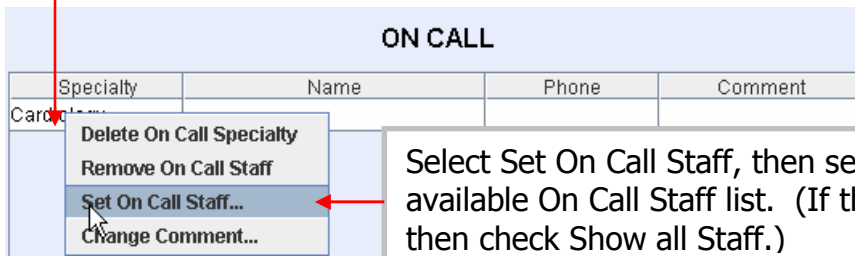 ON CALL
Specialty Name Phone Comment
Delete On Call Specialty
Remove On Call Staff
Set On Call Staff...
Change Comment...
Select Set On Call Staff, then se
available On Call Staff list. (If th
then check Show all Staff.)